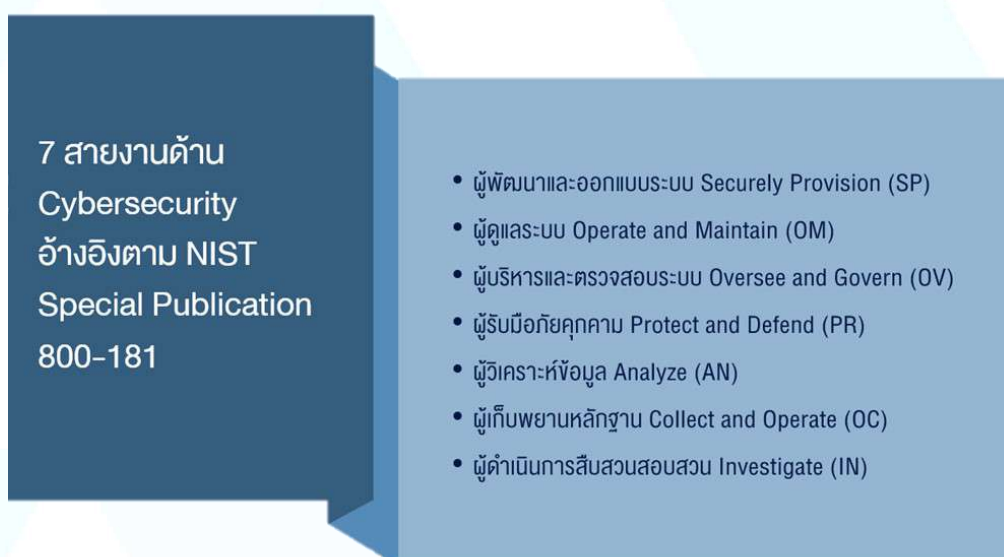 7 สายงานด้าน
Cybersecurity
อ้างอิงตาม NIST
Special Publication
800-181
• ผู้พัฒนาและออกแบบระบบ Securely Provision (SP)
• ผู้ดูแลระบบ Operate and Maintain (OM)
• ผู้บริหารและตรวจสอบระบบ Oversee and Govern (OV)
• ผู้รับมือภัยคุกคาม Protect and Defend (PR)
• ผู้วิเคราะห์ข้อมูล Analyze (AN)
• ผู้เก็บพยานหลักฐาน Collect and Operate (OC)
• ผู้ดำเนินการสืบสวนสอบสวน Investigate (IN)